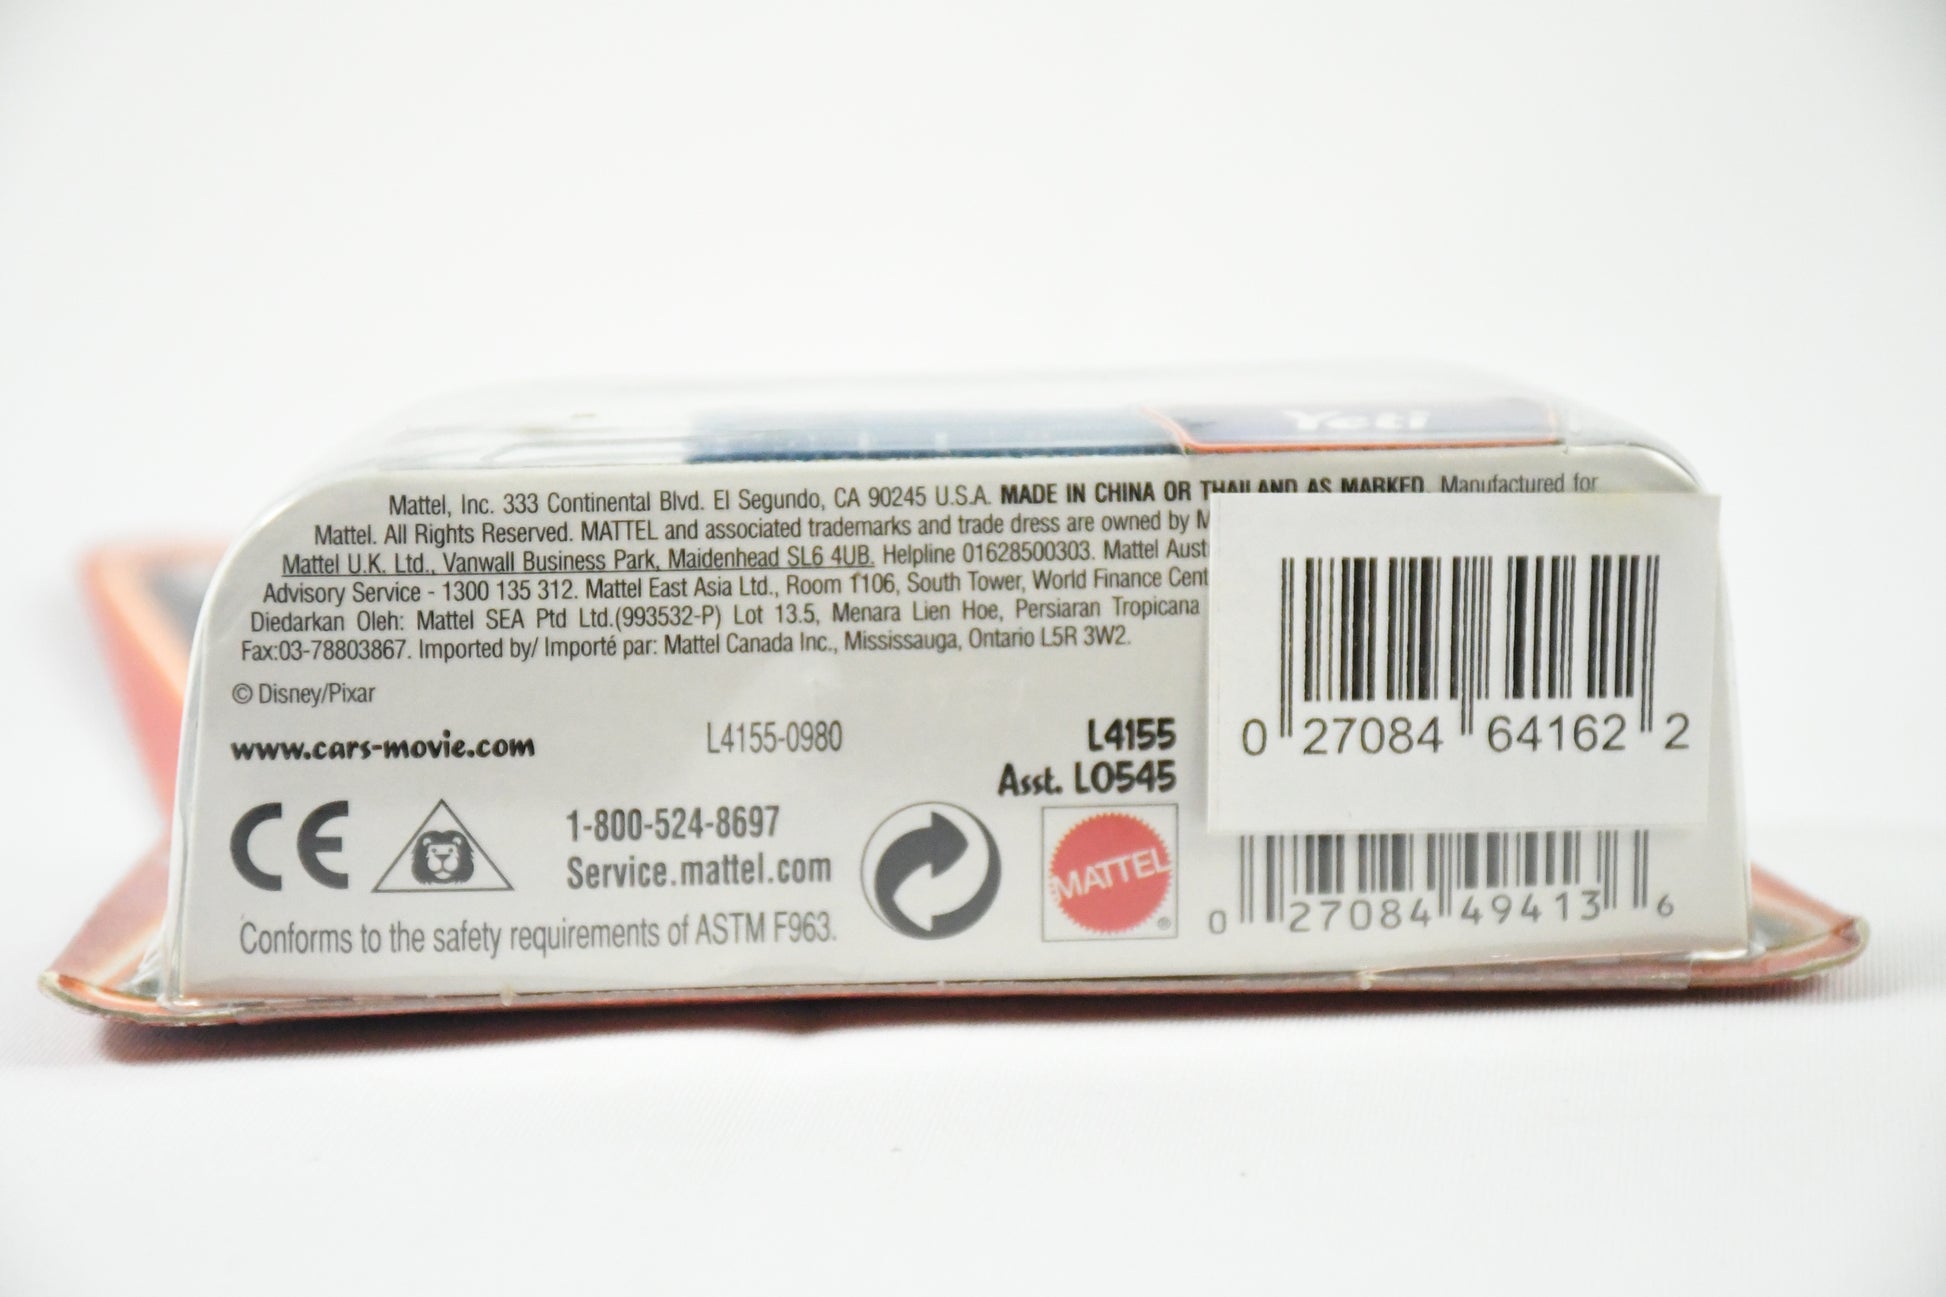 Yeti
Mattel, Inc. 333 Continental Blvd. El Segundo, CA 90245 U.S.A. MADE IN CHINA OR THAILAND AS MARKED. Manufactured for
Mattel. All Rights Reserved. MATTEL and associated trademarks and trade dress are owned by M
Mattel U.K. Ltd., Vanwall Business Park, Maidenhead SL6 4UB. Helpline 01628500303. Mattel Aust
Advisory Service - 1300 135 312. Mattel East Asia Ltd., Room 1106, South Tower, World Finance Cent
Diedarkan Oleh: Mattel SEA Ptd Ltd.(993532-P) Lot 13.5, Menara Lien Hoe, Persiaran Tropicana
Fax:03-78803867. Imported by/ Importé par: Mattel Canada Inc., Mississauga, Ontario L5R 3W2.
© Disney/Pixar
www.cars-movie.com L4155-0980 L4155
Asst. L0545
0 27084 64162 2
CE 1-800-524-8697
Service.mattel.com
MATTEL®
0 27084 49413 6
Conforms to the safety requirements of ASTM F963.